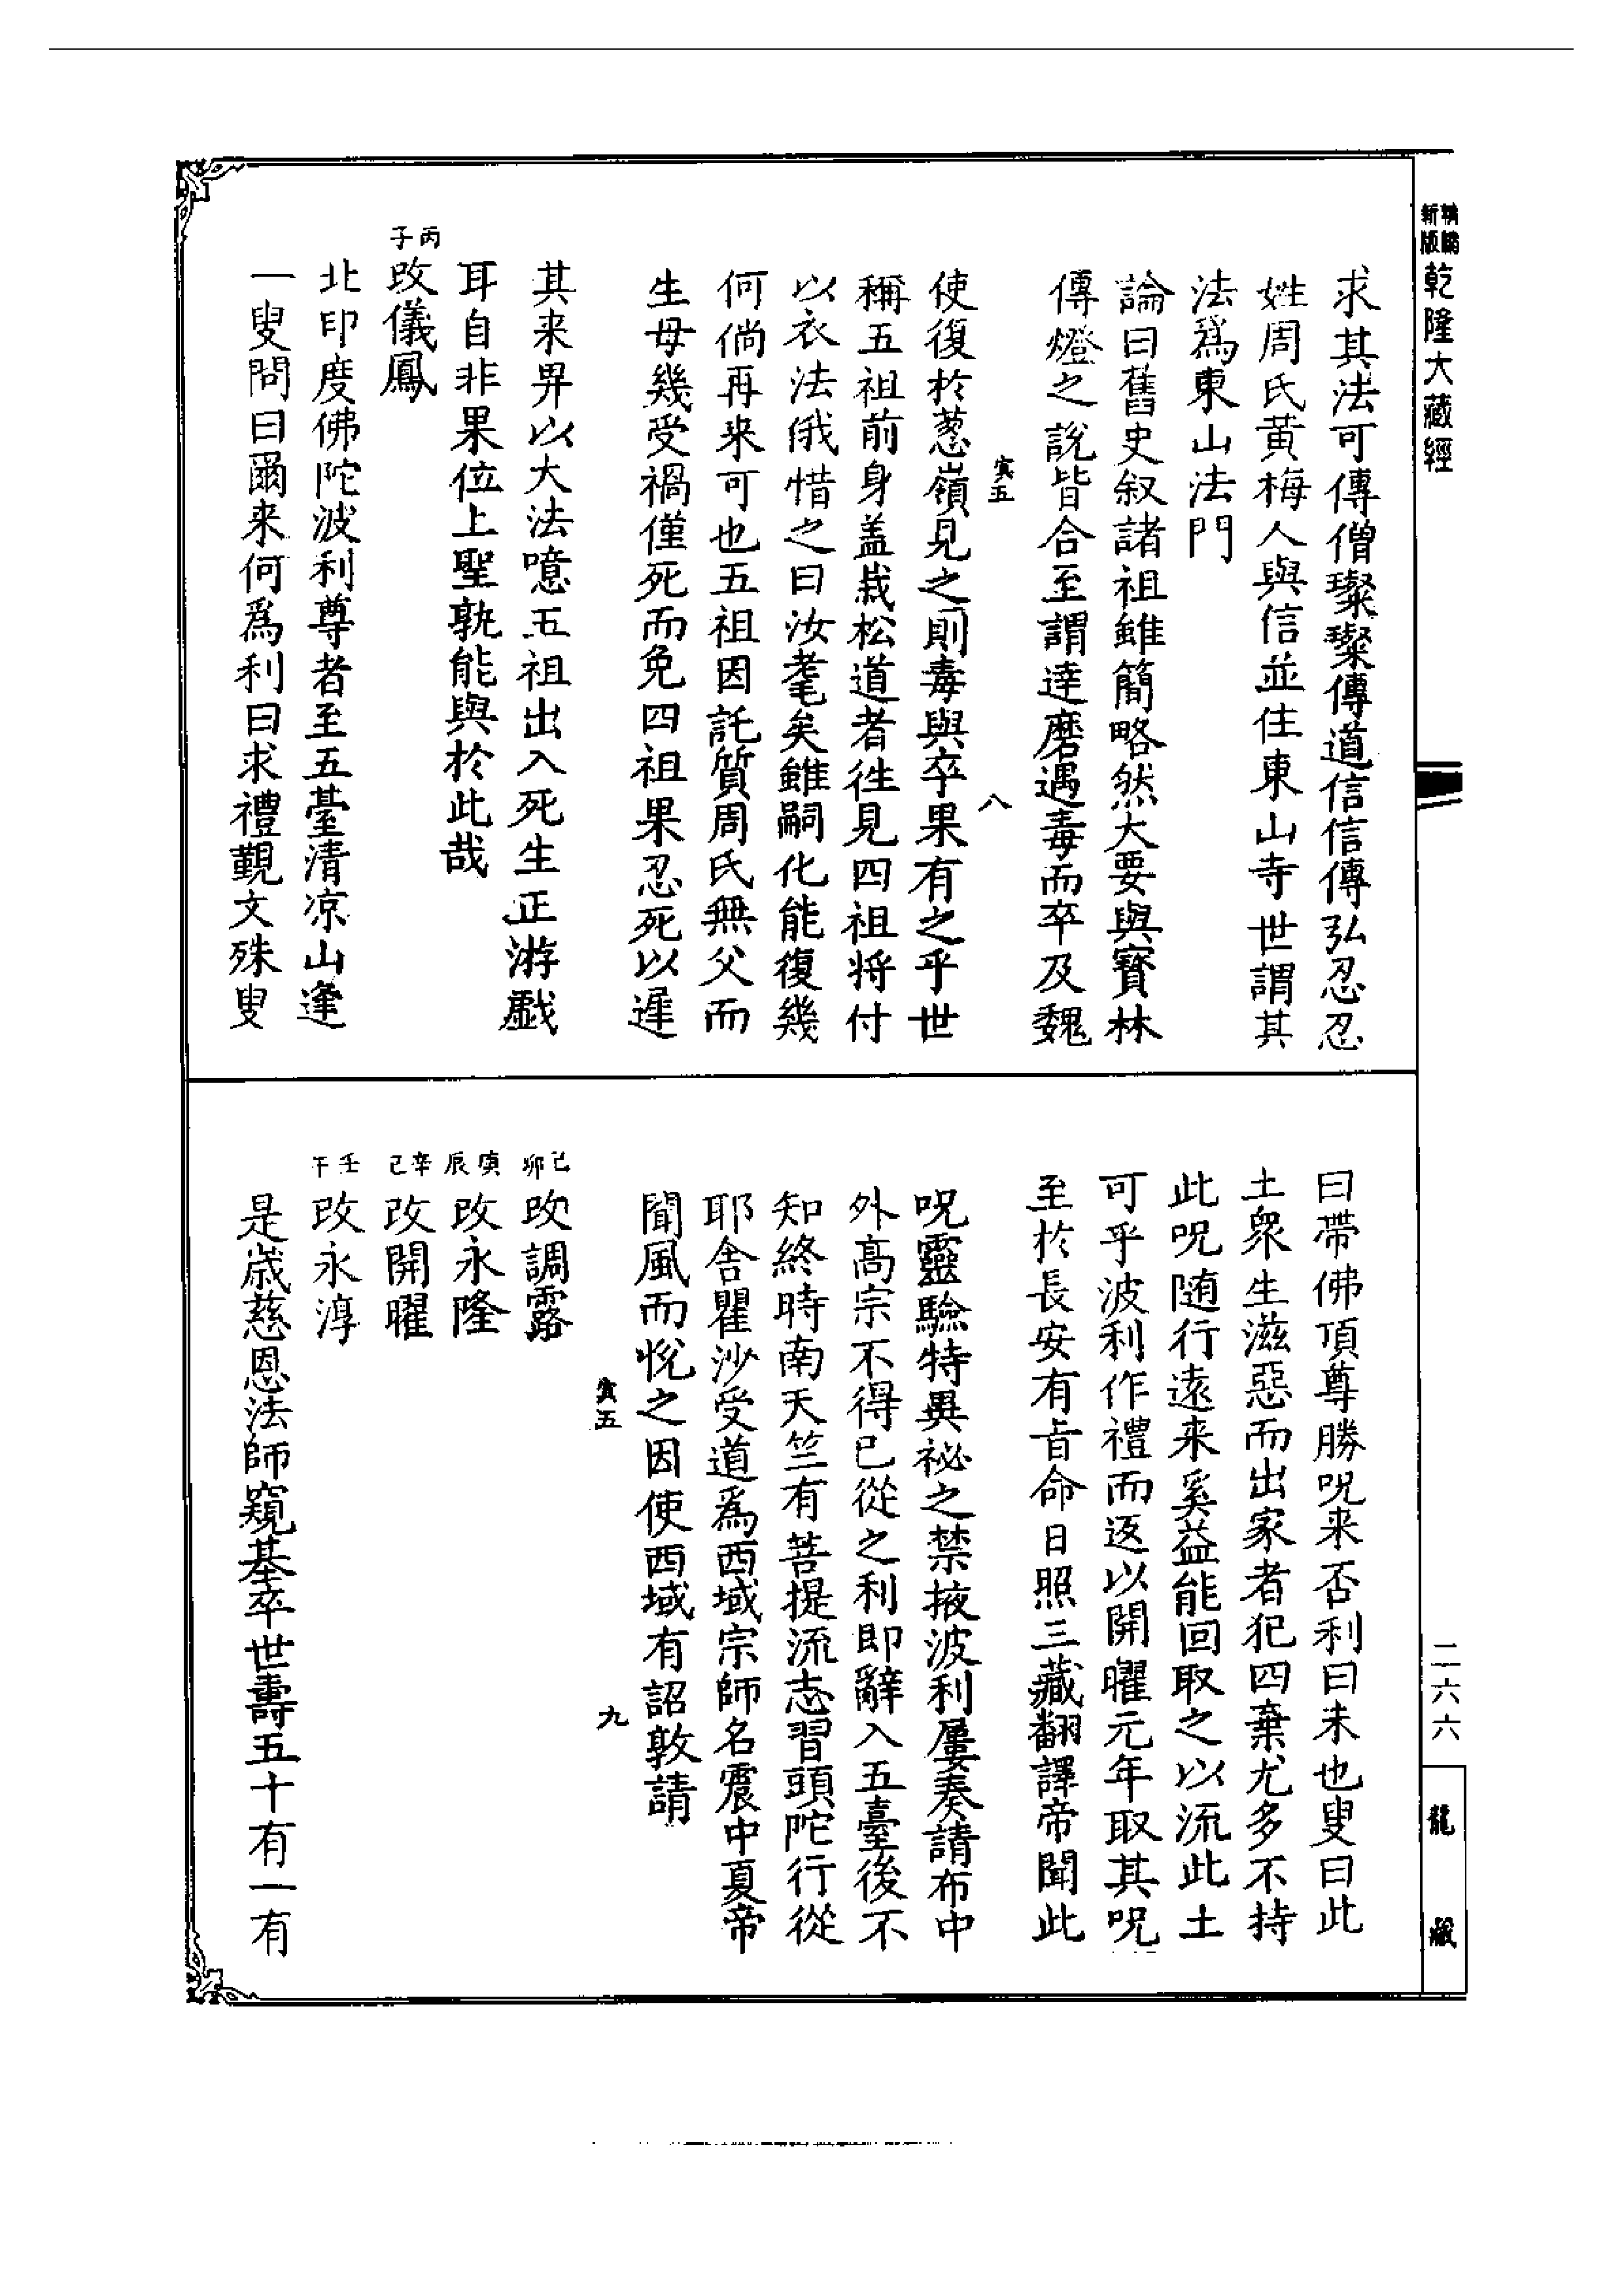 新版
乾隆大藏經
求其法可傳僧璨璨傳道信信傳弘忍忍
姓周氏黃梅人與信並住東山寺世謂其
法爲東山法門
論曰舊史叙諸祖雖簡略然大要與寶林
傳燈之說皆合至謂達磨遇毒而卒及魏
寅五
八
使復於葱嶺見之則毒與卒果有之乎世
稱五祖前身盖栽松道者往見四祖將付
以衣法俄惜之曰汝耄矣雖嗣化能復幾
何倘再来可也五祖因託質周氏無父而
生母幾受禍僅死而免四祖果忍死以遲
其来畀以大法噫五祖出入死生正游戲
耳自非果位上聖孰能與於此哉
丙子
改儀鳳
北印度佛陀波利尊者至五臺清凉山逢
一叟問曰爾来何爲利曰求禮覲文殊叟
曰帶佛頂尊勝呪来否利曰未也叟曰此
土衆生滋惡而出家者犯四棄尤多不持
此呪随行遠来奚益能回取之以流此土
可乎波利作禮而返以開曜元年取其呪
至於長安有旨命日照三藏翻譯帝聞此
呪靈驗特異祕之禁掖波利屢奏請布中
外高宗不得已從之利即辭入五臺後不
知終時南天竺有菩提流志習頭陀行從
耶舍瞿沙受道爲西域宗師名震中夏帝
聞風而悅之因使西域有詔敦請
寅五
九
己卯
改調露
庚辰
改永隆
辛巳
改開曜
壬午
改永淳
是歲慈恩法師窺基卒世壽五十有一有
二六六
龍藏